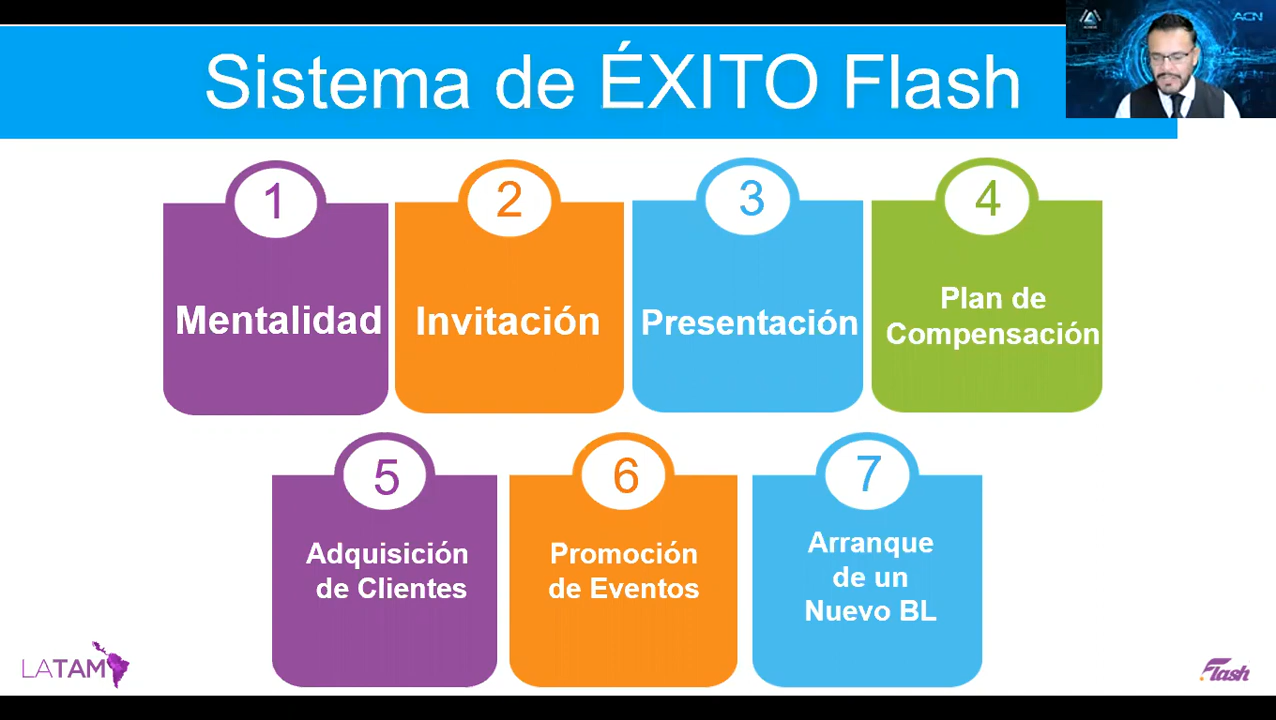 Sistema de ÉXITO Flash
ACN
1
2
3
4
Mentalidad
Invitación
Presentación
Plan de
Compensación
5
6
7
Adquisición
de Clientes
Promoción
de Eventos
Arranque
de un
Nuevo BL
LATAM
Flash